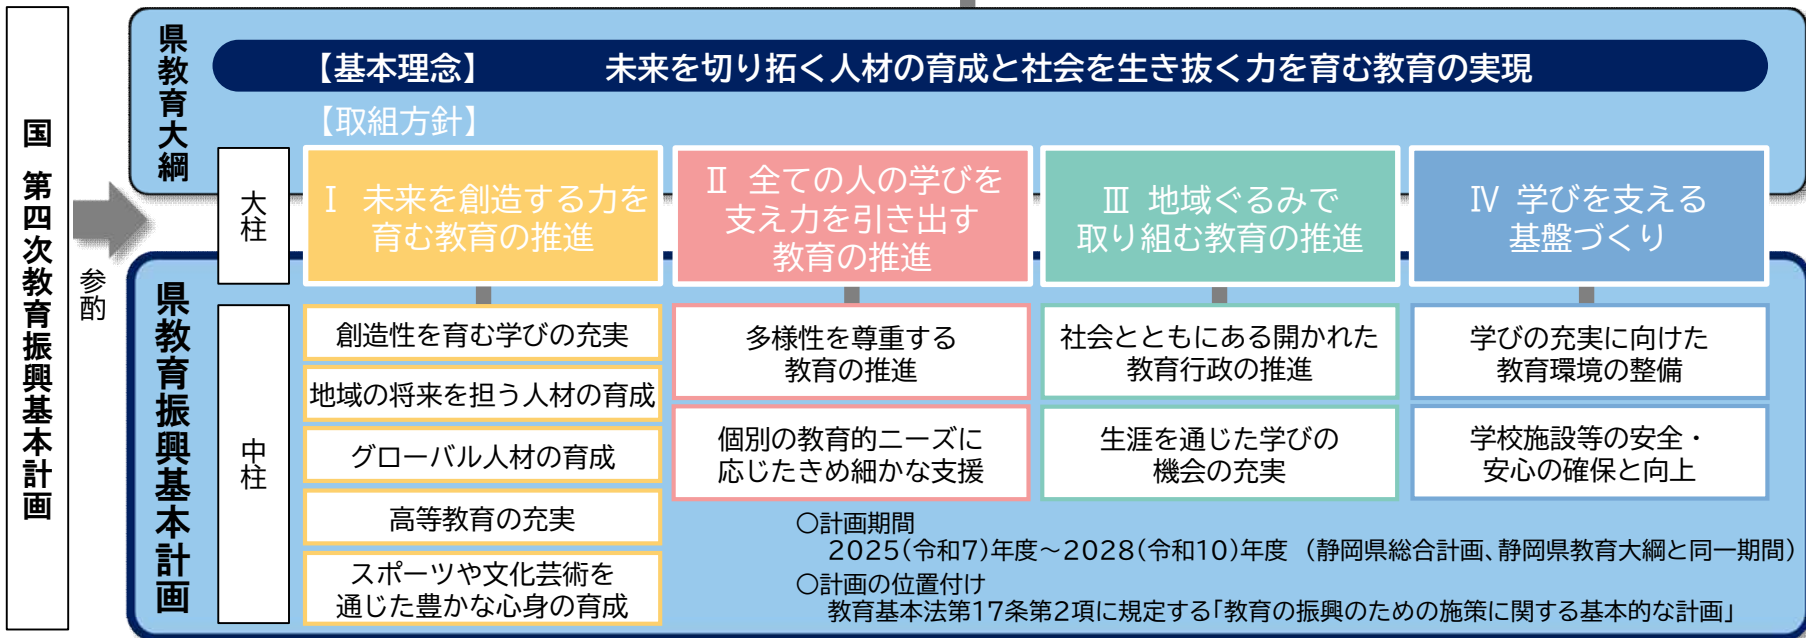 国 第四次教育振興基本計画
参酌
県教育大綱
【基本理念】 未来を切り拓く人材の育成と社会を生き抜く力を育む教育の実現
【取組方針】
大柱
Ⅰ 未来を創造する力を
育む教育の推進
Ⅱ 全ての人の学びを
支え力を引き出す
教育の推進
Ⅲ 地域ぐるみで
取り組む教育の推進
Ⅳ 学びを支える
基盤づくり
県教育振興基本計画
中柱
創造性を育む学びの充実
地域の将来を担う人材の育成
グローバル人材の育成
高等教育の充実
スポーツや文化芸術を
通じた豊かな心身の育成
多様性を尊重する
教育の推進
個別の教育的ニーズに
応じたきめ細かな支援
社会とともにある開かれた
教育行政の推進
生涯を通じた学びの
機会の充実
学びの充実に向けた
教育環境の整備
学校施設等の安全・
安心の確保と向上
○計画期間
2025(令和7)年度～2028(令和10)年度 (静岡県総合計画、静岡県教育大綱と同一期間)
○計画の位置付け
教育基本法第17条第2項に規定する「教育の振興のための施策に関する基本的な計画」